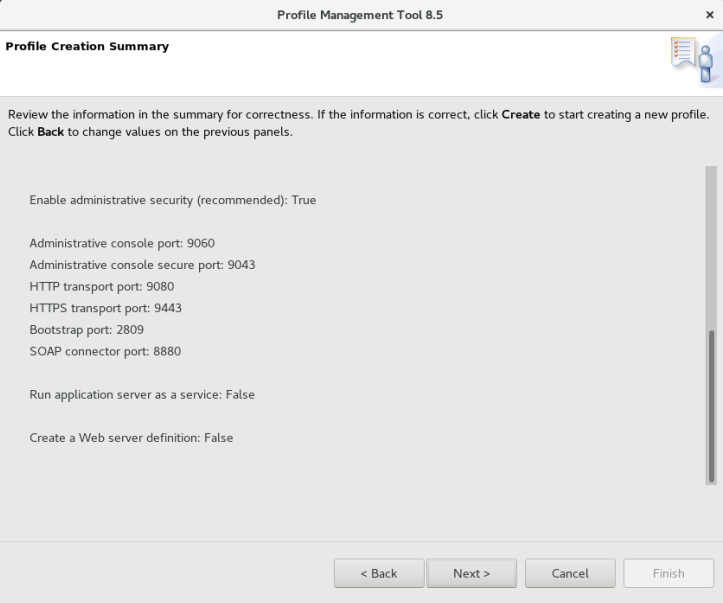 Profile Management Tool 8.5
×
Profile Creation Summary
Review the information in the summary for correctness. If the information is correct, click Create to start creating a new profile.
Click Back to change values on the previous panels.
Enable administrative security (recommended): True
Administrative console port: 9060
Administrative console secure port: 9043
HTTP transport port: 9080
HTTPS transport port: 9443
Bootstrap port: 2809
SOAP connector port: 8880
Run application server as a service: False
Create a Web server definition: False
< Back
Next >
Cancel
Finish